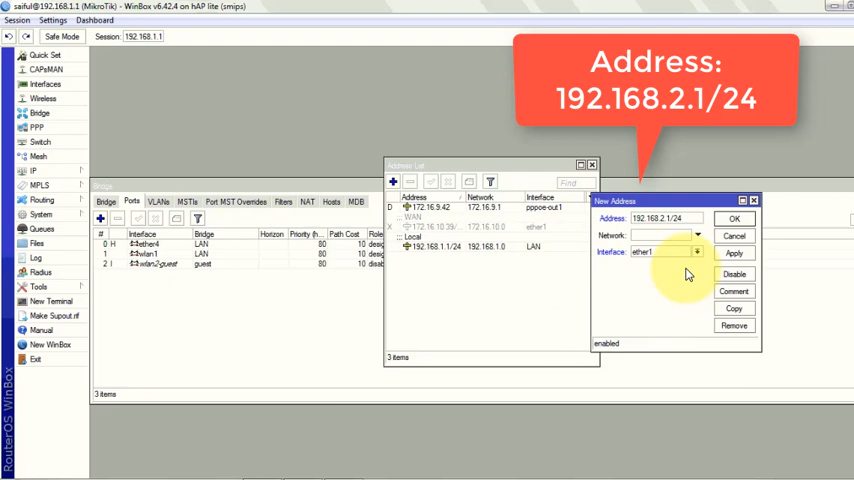 saiful@192.168.1.1 (MikroTik) - WinBox v6.42.4 on hAP lite (smips)
Session Settings Dashboard
Safe Mode Session: 192.168.1.1
Quick Set
CAPsMAN
Interfaces
Wireless
Bridge
PPP
Switch
Mesh
IP
MPLS
Routing
System
Queues
Files
Log
Radius
Tools
New Terminal
Make Supout.rif
Manual
New WinBox
Exit
RouterOS WinBox
Address:
192.168.2.1/24
Bridge
Bridge Ports VLANs MSTIs Port MST Overrides Filters NAT Hosts MDB
# Interface Bridge Horizon Priority (h... Path Cost Role
0 H ether4 LAN 80 10 desig
1 wlan1 LAN 80 10 desig
2 I wlan2-guest guest 80 10 disab
3 items
Address List
Find
Address Network Interface
D 172.16.9.42 172.16.9.1 pppoe-out1
;;; WAN
X 172.16.10.39/... 172.16.10.0 ether1
;;; Local
192.168.1.1/24 192.168.1.0 LAN
3 items
New Address
Address: 192.168.2.1/24
Network:
Interface: ether1
OK
Cancel
Apply
Disable
Comment
Copy
Remove
enabled